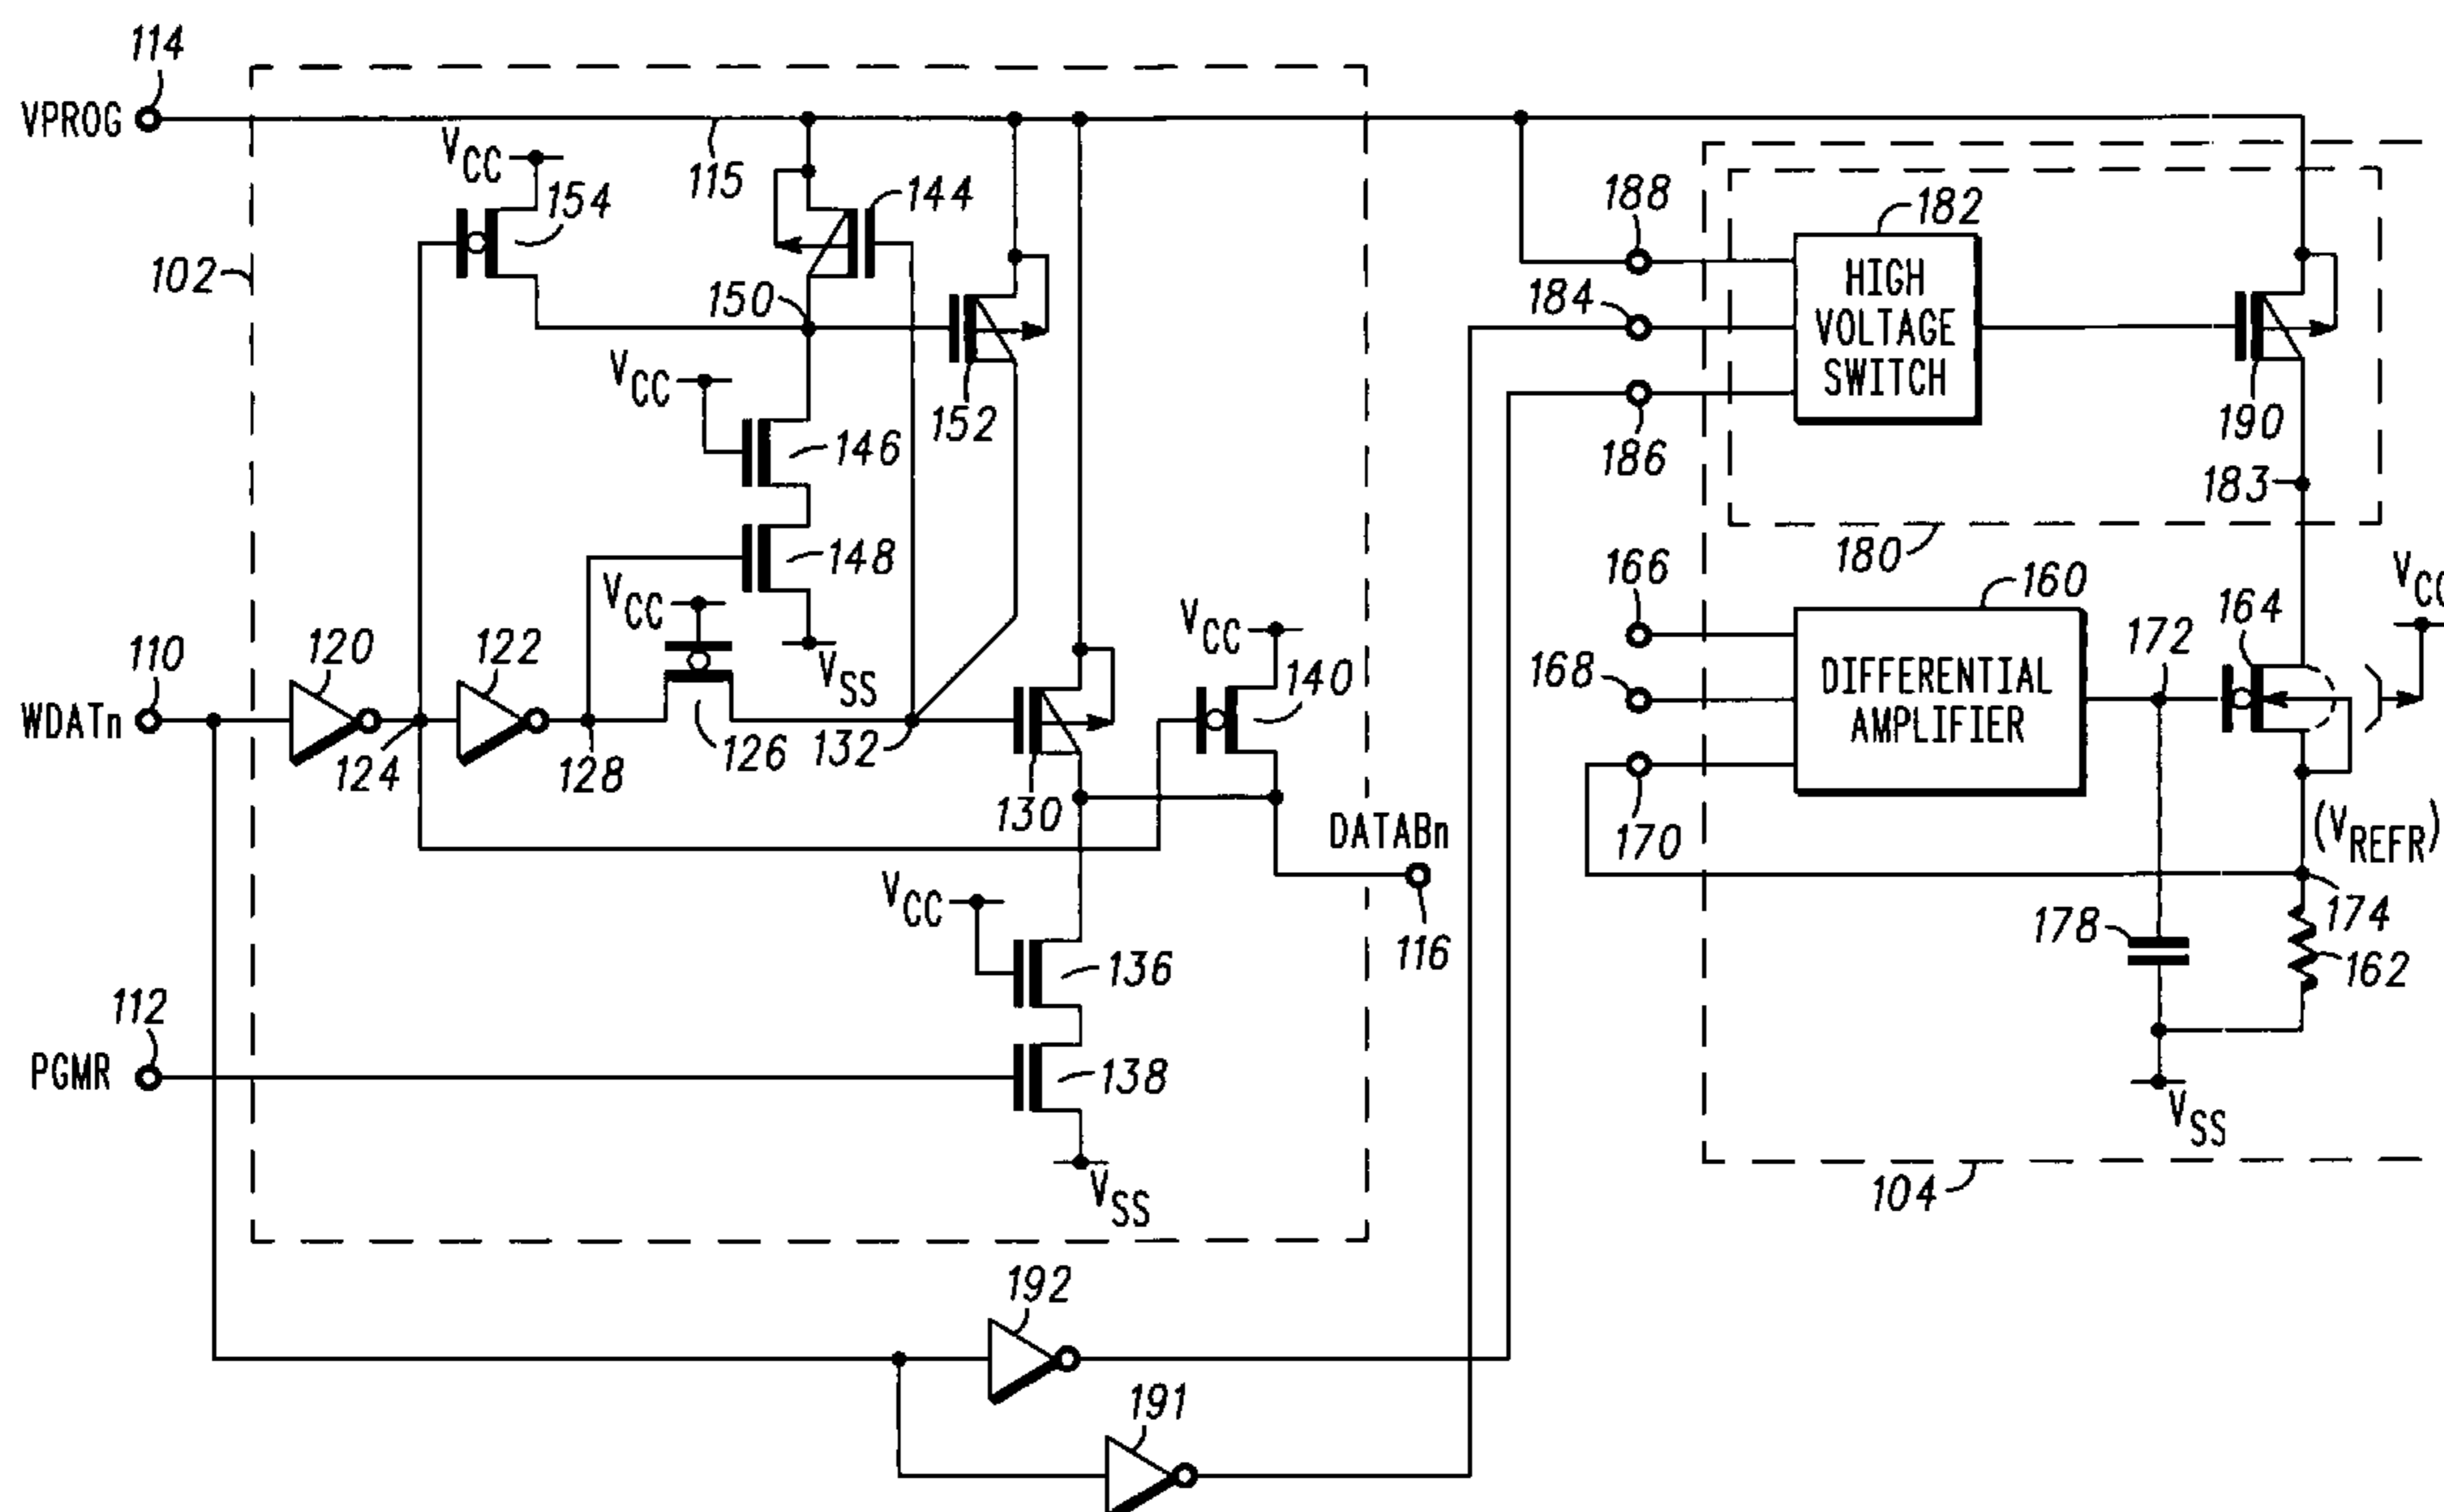 114
VPROG
VCC
154
115
144
102
150
VCC
152
146
148
VCC
VSS
110
120
122
WDATn
124
128
126
132
130
VCC
140
DATABn
116
VCC
136
112
PGMR
138
VSS
192
191
188
184
186
182
HIGH
VOLTAGE
SWITCH
190
183
180
166
168
170
160
DIFFERENTIAL
AMPLIFIER
172
164
VCC
(VREFR)
174
178
162
VSS
104